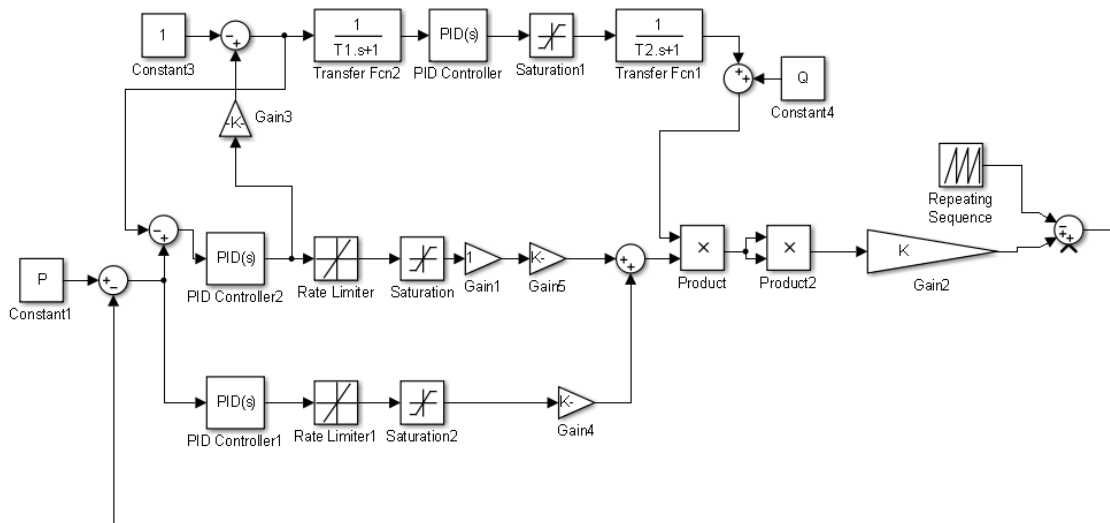 1
Constant3
- +
1
T1.s+1
Transfer Fcn2
PID(s)
PID Controller
Saturation1
1
T2.s+1
Transfer Fcn1
+ +
Q
Constant4
-K-
Gain3
Repeating
Sequence
- +
PID(s)
PID Controller2
Rate Limiter
Saturation
1
Gain1
K-
Gain5
+ +
×
Product
×
Product2
K
Gain2
- + +
P
Constant1
+ -
PID(s)
PID Controller1
Rate Limiter1
Saturation2
K-
Gain4